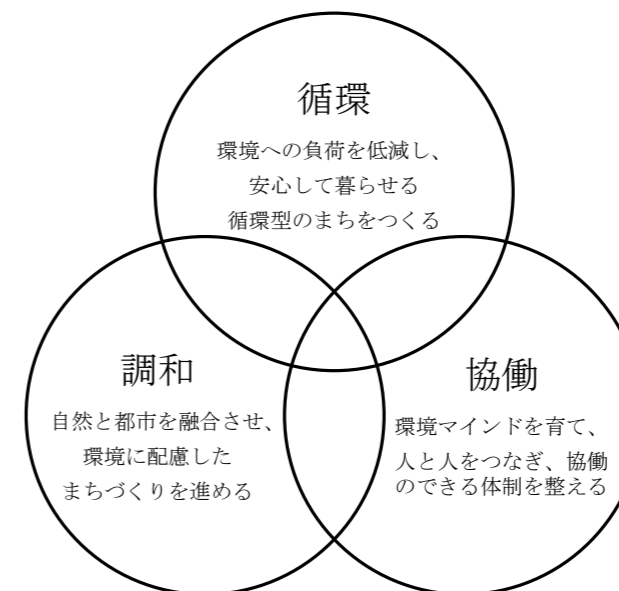 循環
環境への負荷を低減し、
安心して暮らせる
循環型のまちをつくる
調和
自然と都市を融合させ、
環境に配慮した
まちづくりを進める
協働
環境マインドを育て、
人と人をつなぎ、協働
のできる体制を整える